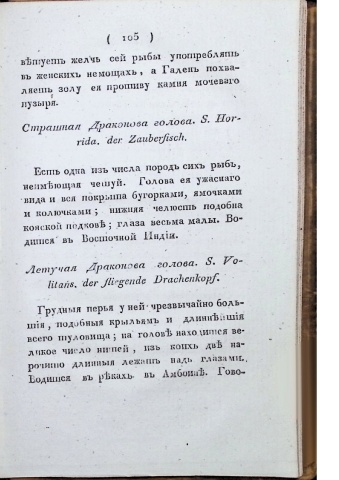 ( 105 )
вѣтуетъ желчь сей рыбы употреблять
въ женскихъ немощахъ, а Галенъ похва-
ляетъ золу ея противу камня мочеваго
пузыря.
Страшная Драконова голова. S. Hor-
rida. der Zauberfisch.
Есть одна изъ числа породъ сихъ рыбъ,
неимѣющая чешуй. Голова ея ужаснаго
вида и вся покрыта бугорками, ямочками
и колючками; нижняя челюсть подобна
конской подковѣ; глаза весьма малы. Во-
дится въ Восточной Индіи.
Летучая Драконова голова. S. Vo-
litans. der fliegende Drachenkopf.
Грудныя перья у ней чрезвычайно боль-
шія, подобныя крыльямъ и длиннѣйшія
всего туловища; на головѣ находится ве-
ликое число нитей, изъ коихъ двѣ на-
рочито длинныя лежатъ надъ глазами.
Водится въ рѣкахъ въ Амбоинѣ. Гово-